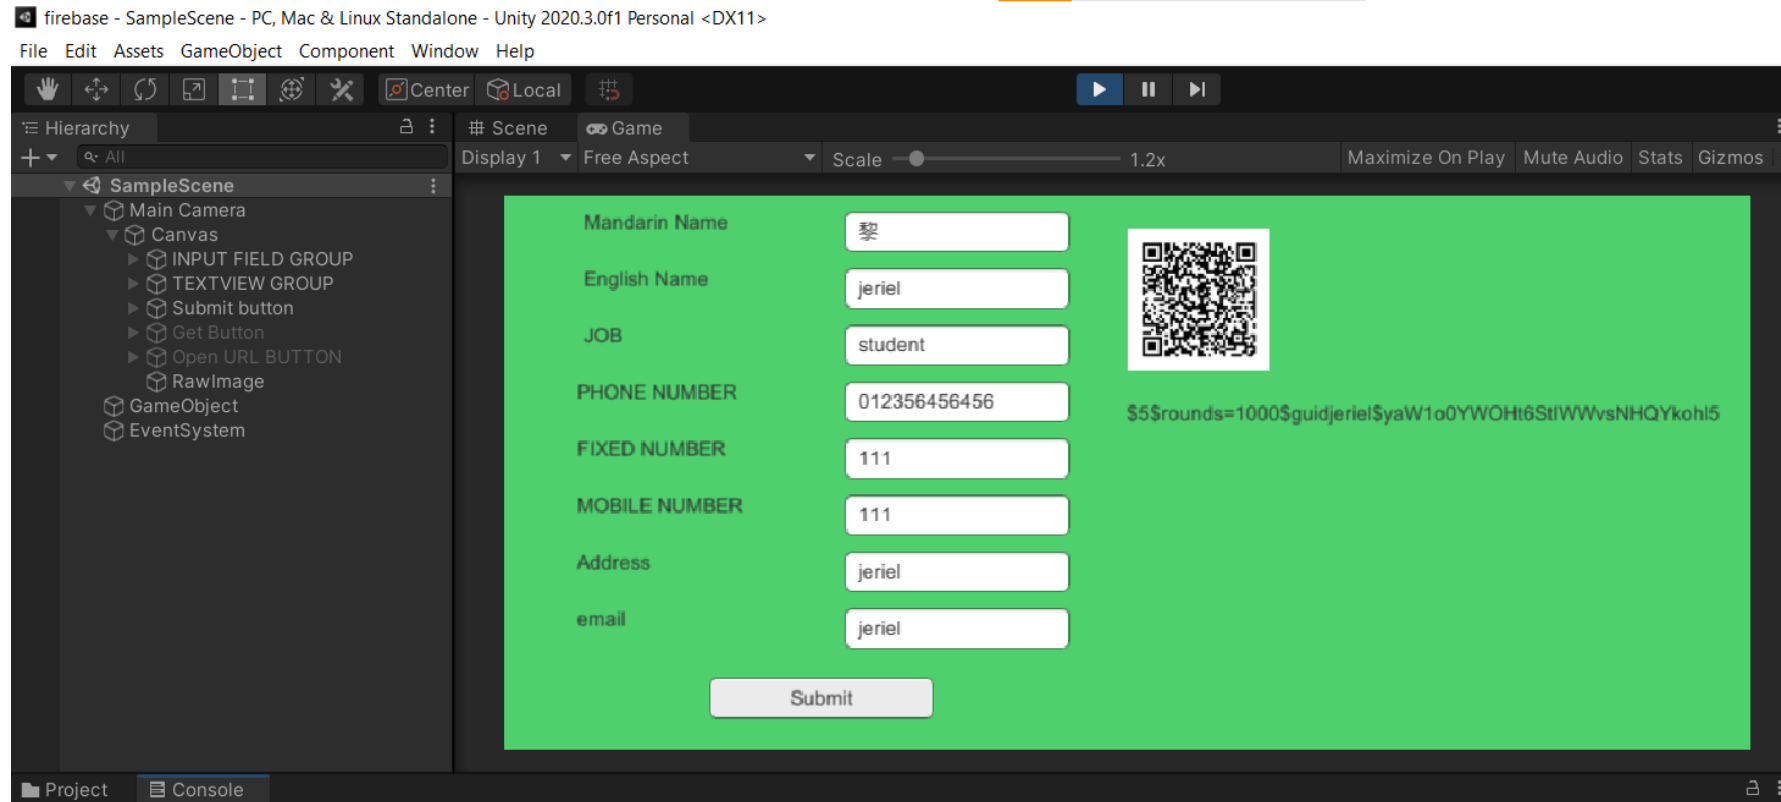 firebase - SampleScene - PC, Mac & Linux Standalone - Unity 2020.3.0f1 Personal <DX11>
File Edit Assets GameObject Component Window Help
Center Local
Hierarchy
All
SampleScene
Main Camera
Canvas
INPUT FIELD GROUP
TEXTVIEW GROUP
Submit button
Get Button
Open URL BUTTON
RawImage
GameObject
EventSystem
Scene Game
Display 1 Free Aspect Scale 1.2x Maximize On Play Mute Audio Stats Gizmos
Mandarin Name 黎
English Name jeriel
JOB student
PHONE NUMBER 012356456456
FIXED NUMBER 111
MOBILE NUMBER 111
Address jeriel
email jeriel
Submit
$5$rounds=1000$guidjeriel$yaW1o0YWOHt6StIWWvsNHQYkohI5
Project Console